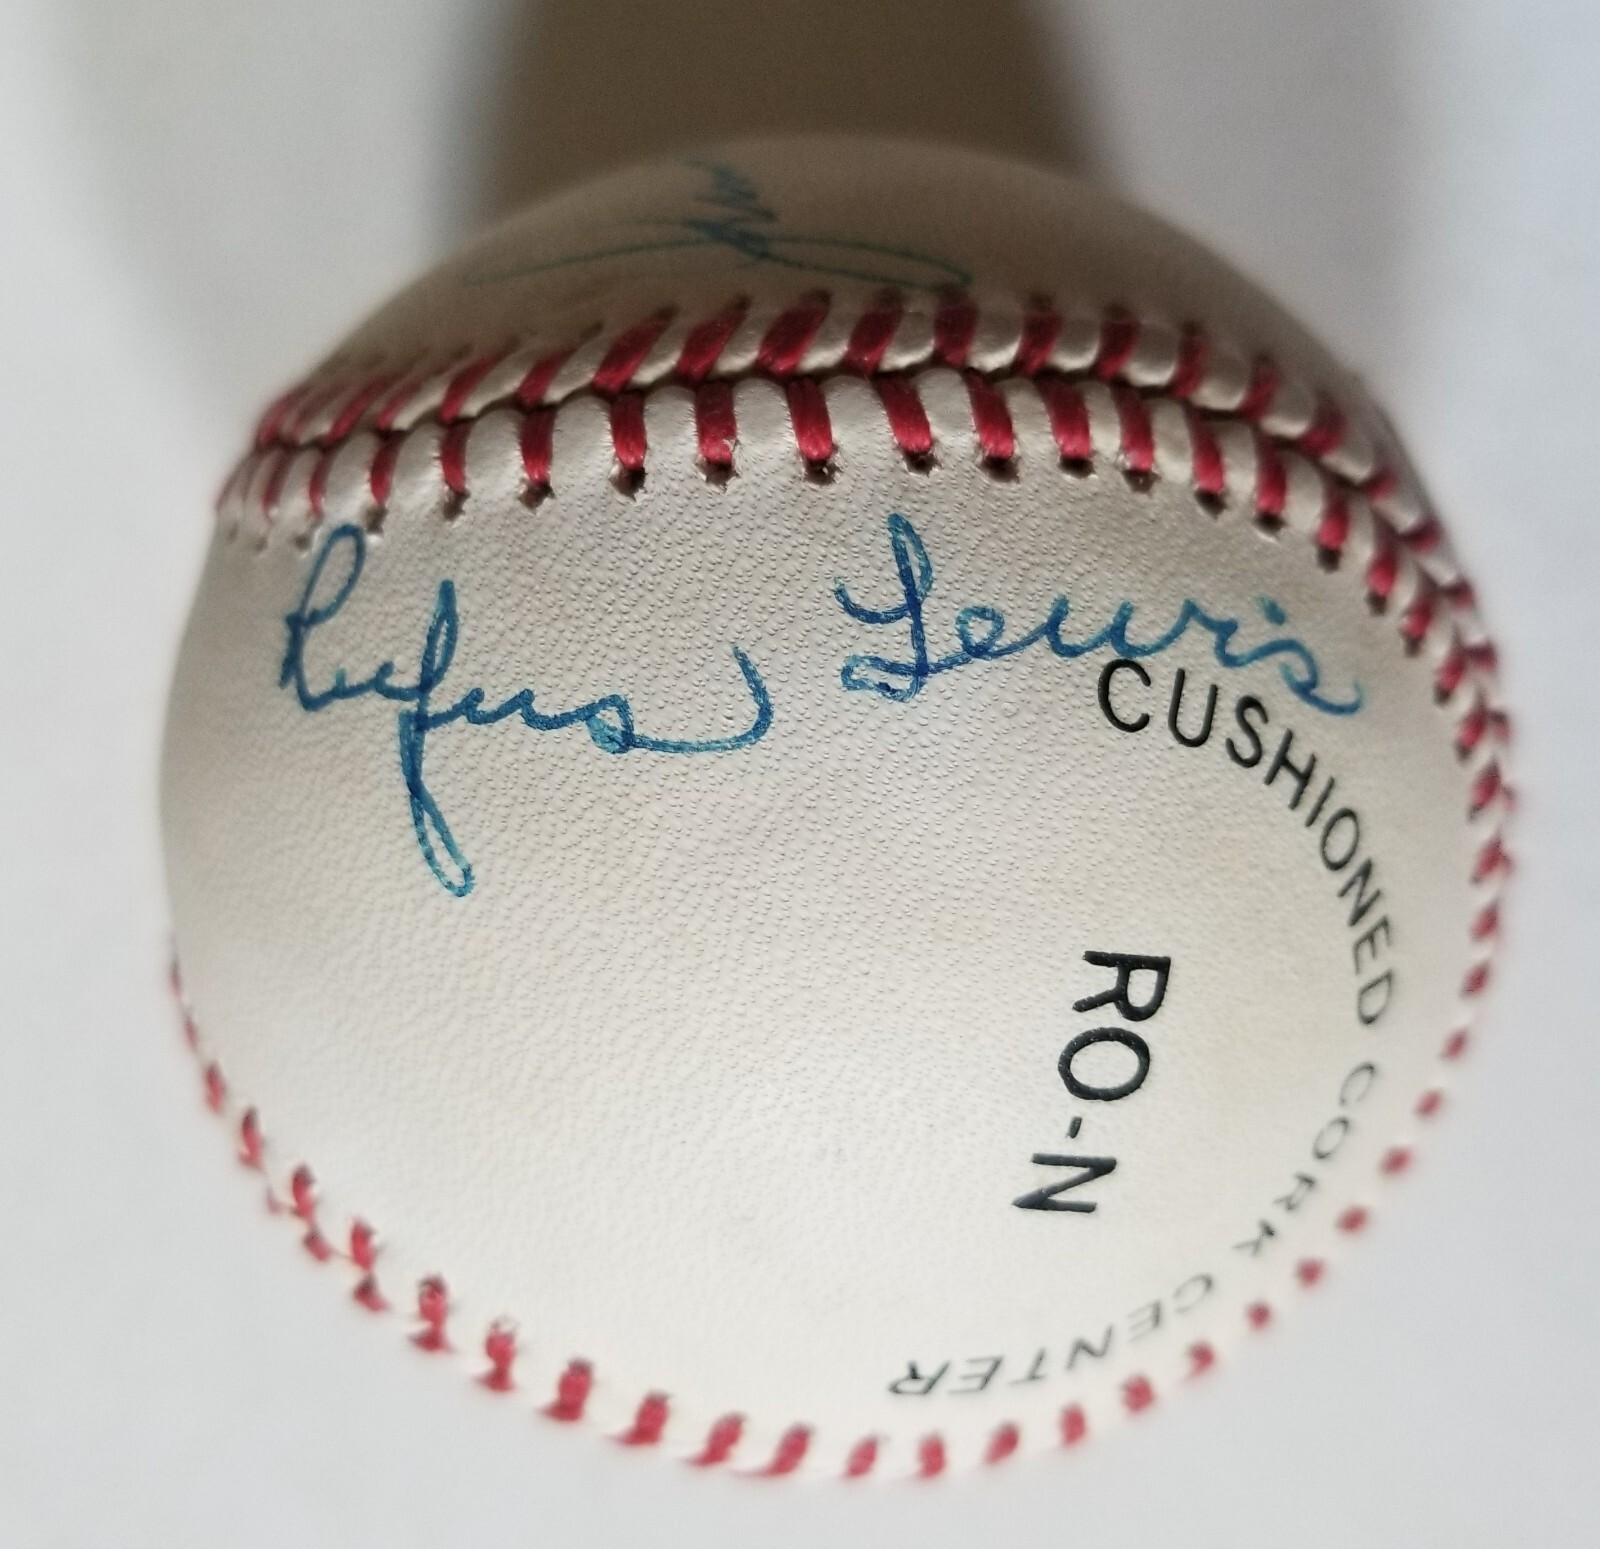 Rufus Lewis
CUSHIONED CORK CENTER
RO-N